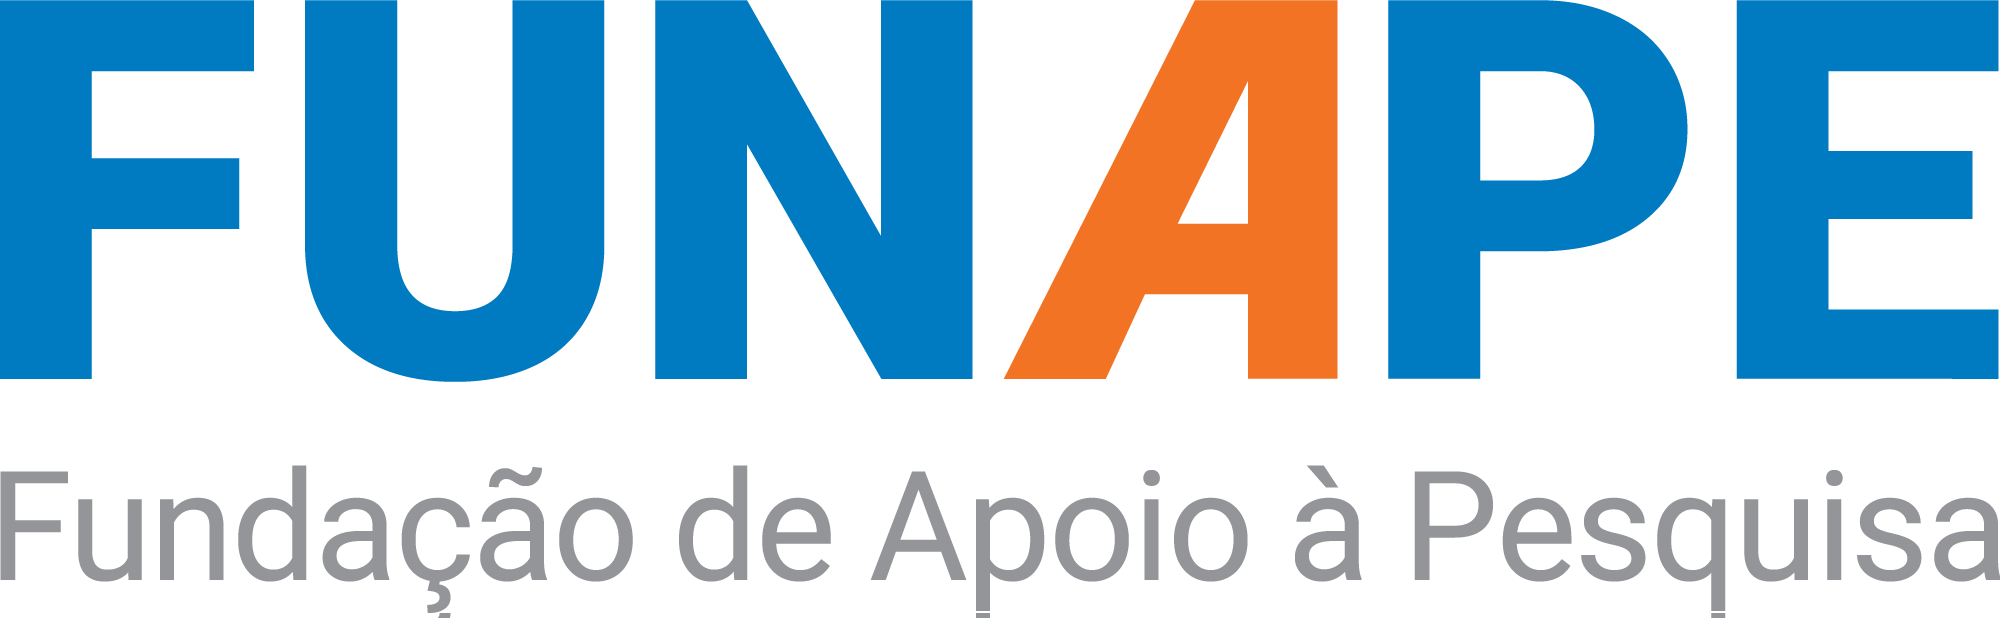 FUNAPE
Fundação de Apoio à Pesquisa